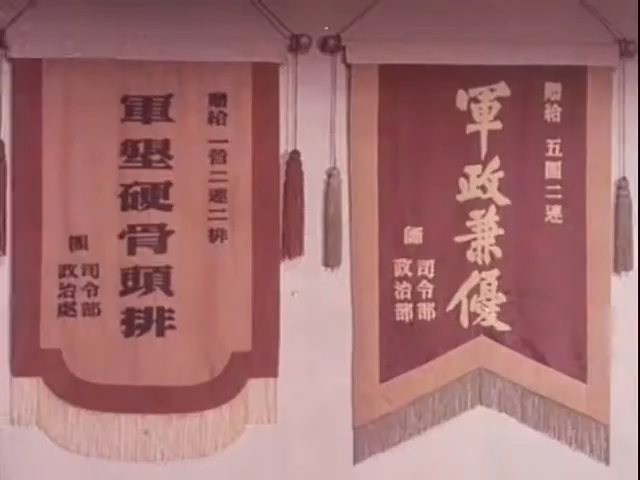 贈給 一營二連二排
軍墾硬骨頭排
團 司令部
政治處
贈給 五團二連
軍政兼優
師 司令部
政治部